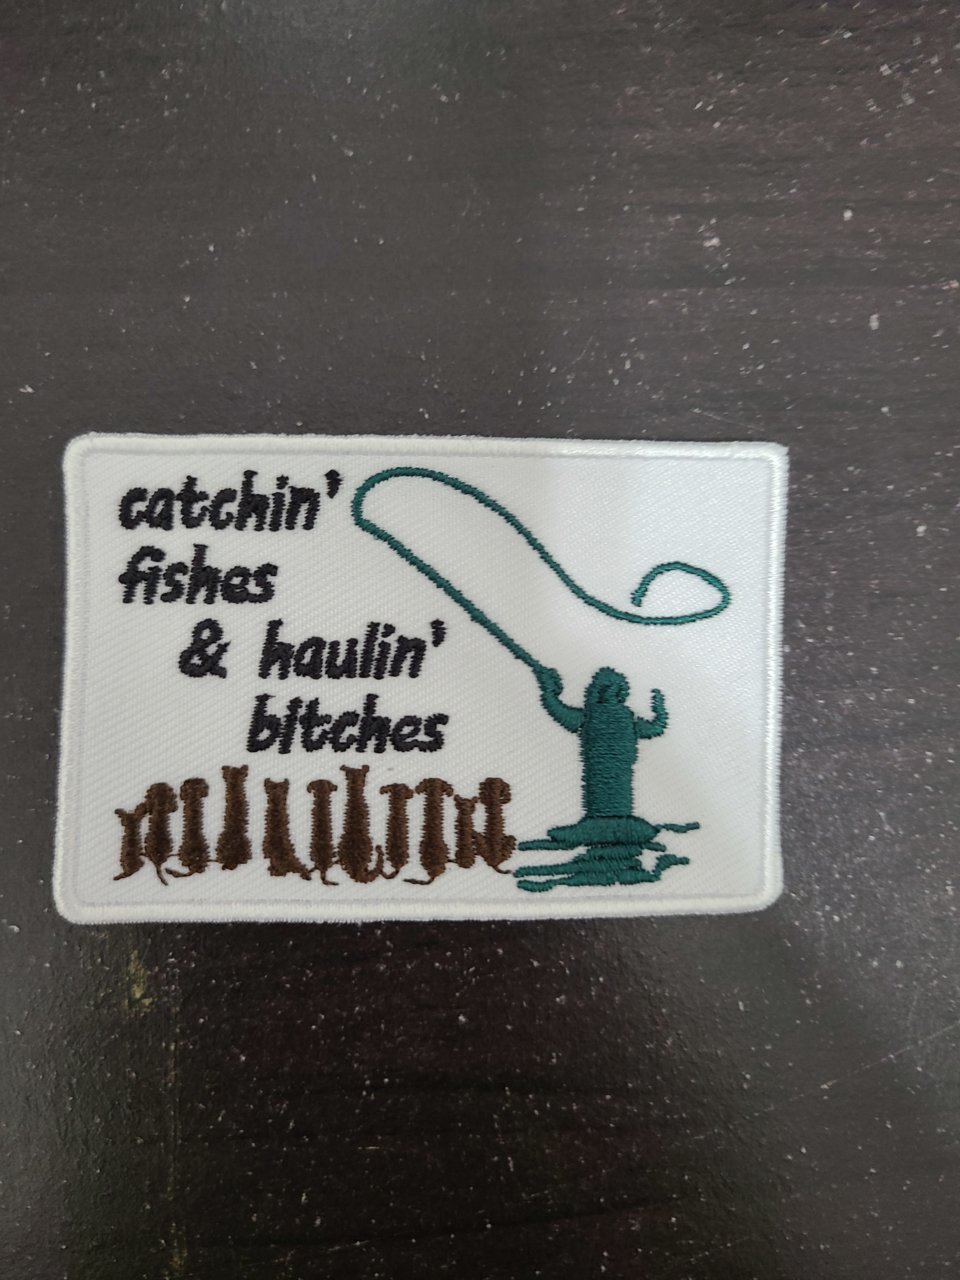 catchin'
fishes
& haulin'
bitches